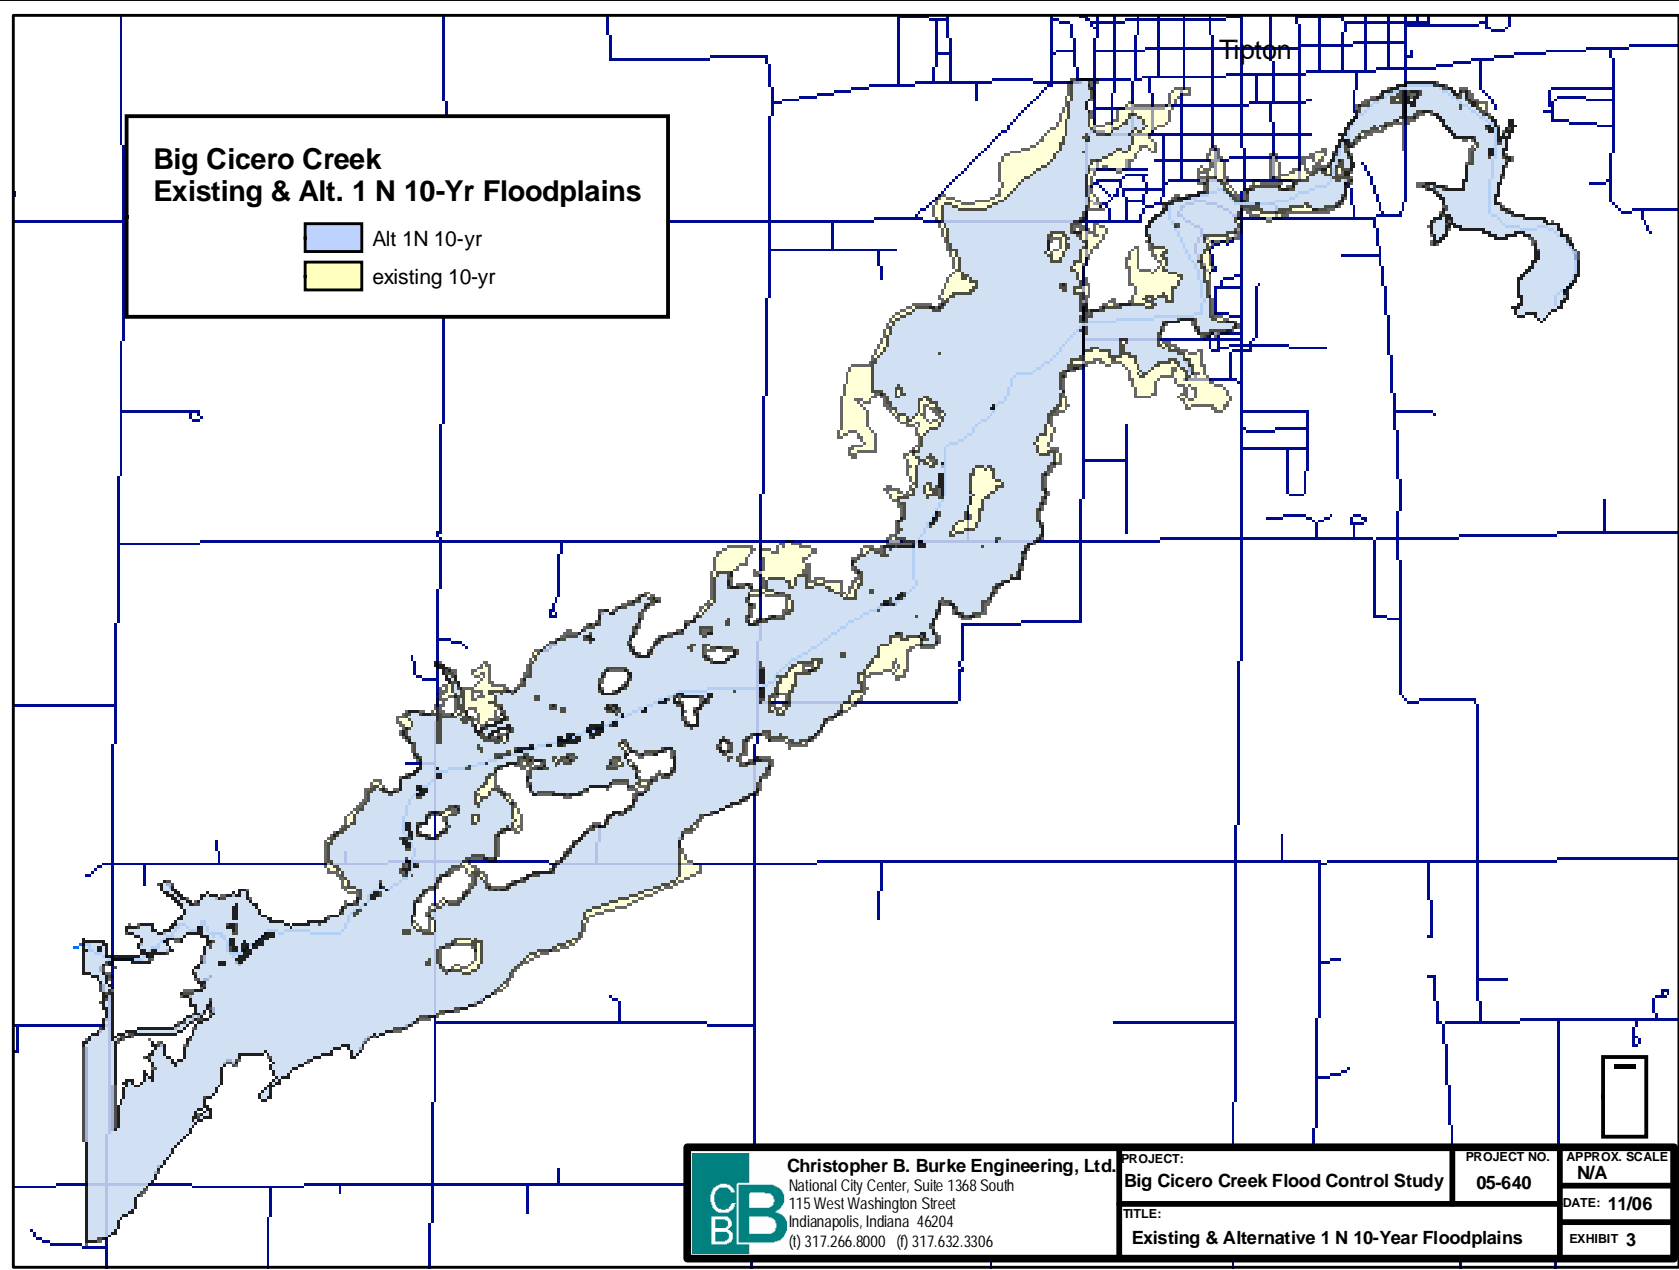 Tipton
Big Cicero Creek
Existing & Alt. 1 N 10-Yr Floodplains
Alt 1N 10-yr
existing 10-yr
CBB
Christopher B. Burke Engineering, Ltd.
National City Center, Suite 1368 South
115 West Washington Street
Indianapolis, Indiana 46204
(t) 317.266.8000 (f) 317.632.3306
PROJECT:
Big Cicero Creek Flood Control Study
PROJECT NO.
05-640
APPROX. SCALE
N/A
DATE: 11/06
TITLE:
Existing & Alternative 1 N 10-Year Floodplains
EXHIBIT 3